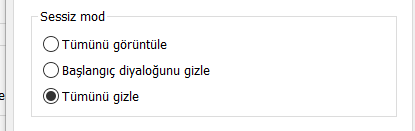 Sessiz mod
Tümünü görüntüle
Başlangıç diyaloğunu gizle
Tümünü gizle